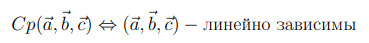 Cp(a⃗, b⃗, c⃗) ⇔ (a⃗, b⃗, c⃗) − линейно зависимы